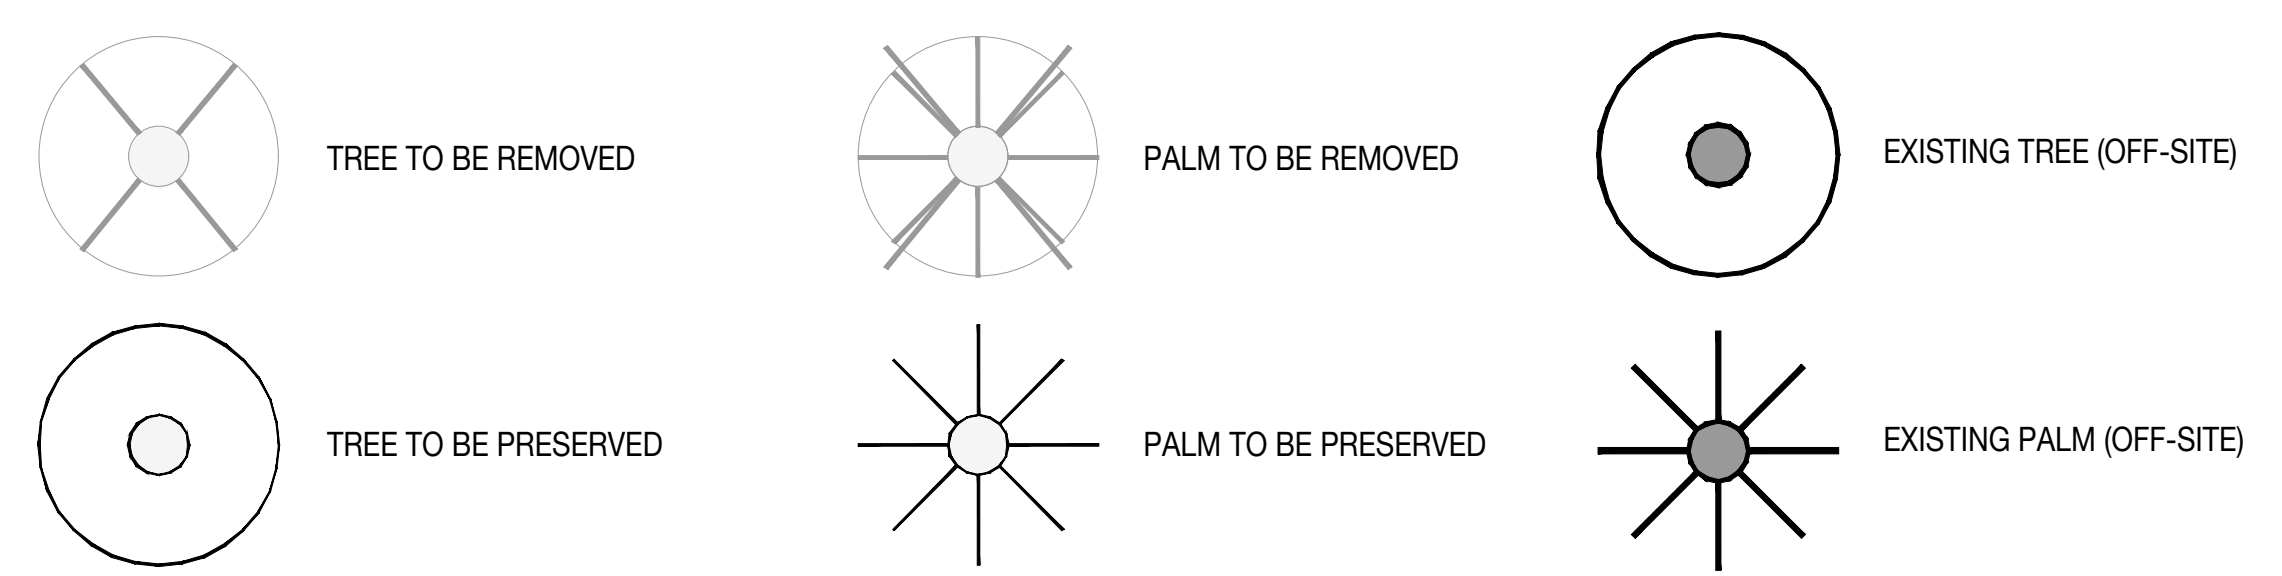 TREE TO BE REMOVED
PALM TO BE REMOVED
EXISTING TREE (OFF-SITE)
TREE TO BE PRESERVED
PALM TO BE PRESERVED
EXISTING PALM (OFF-SITE)